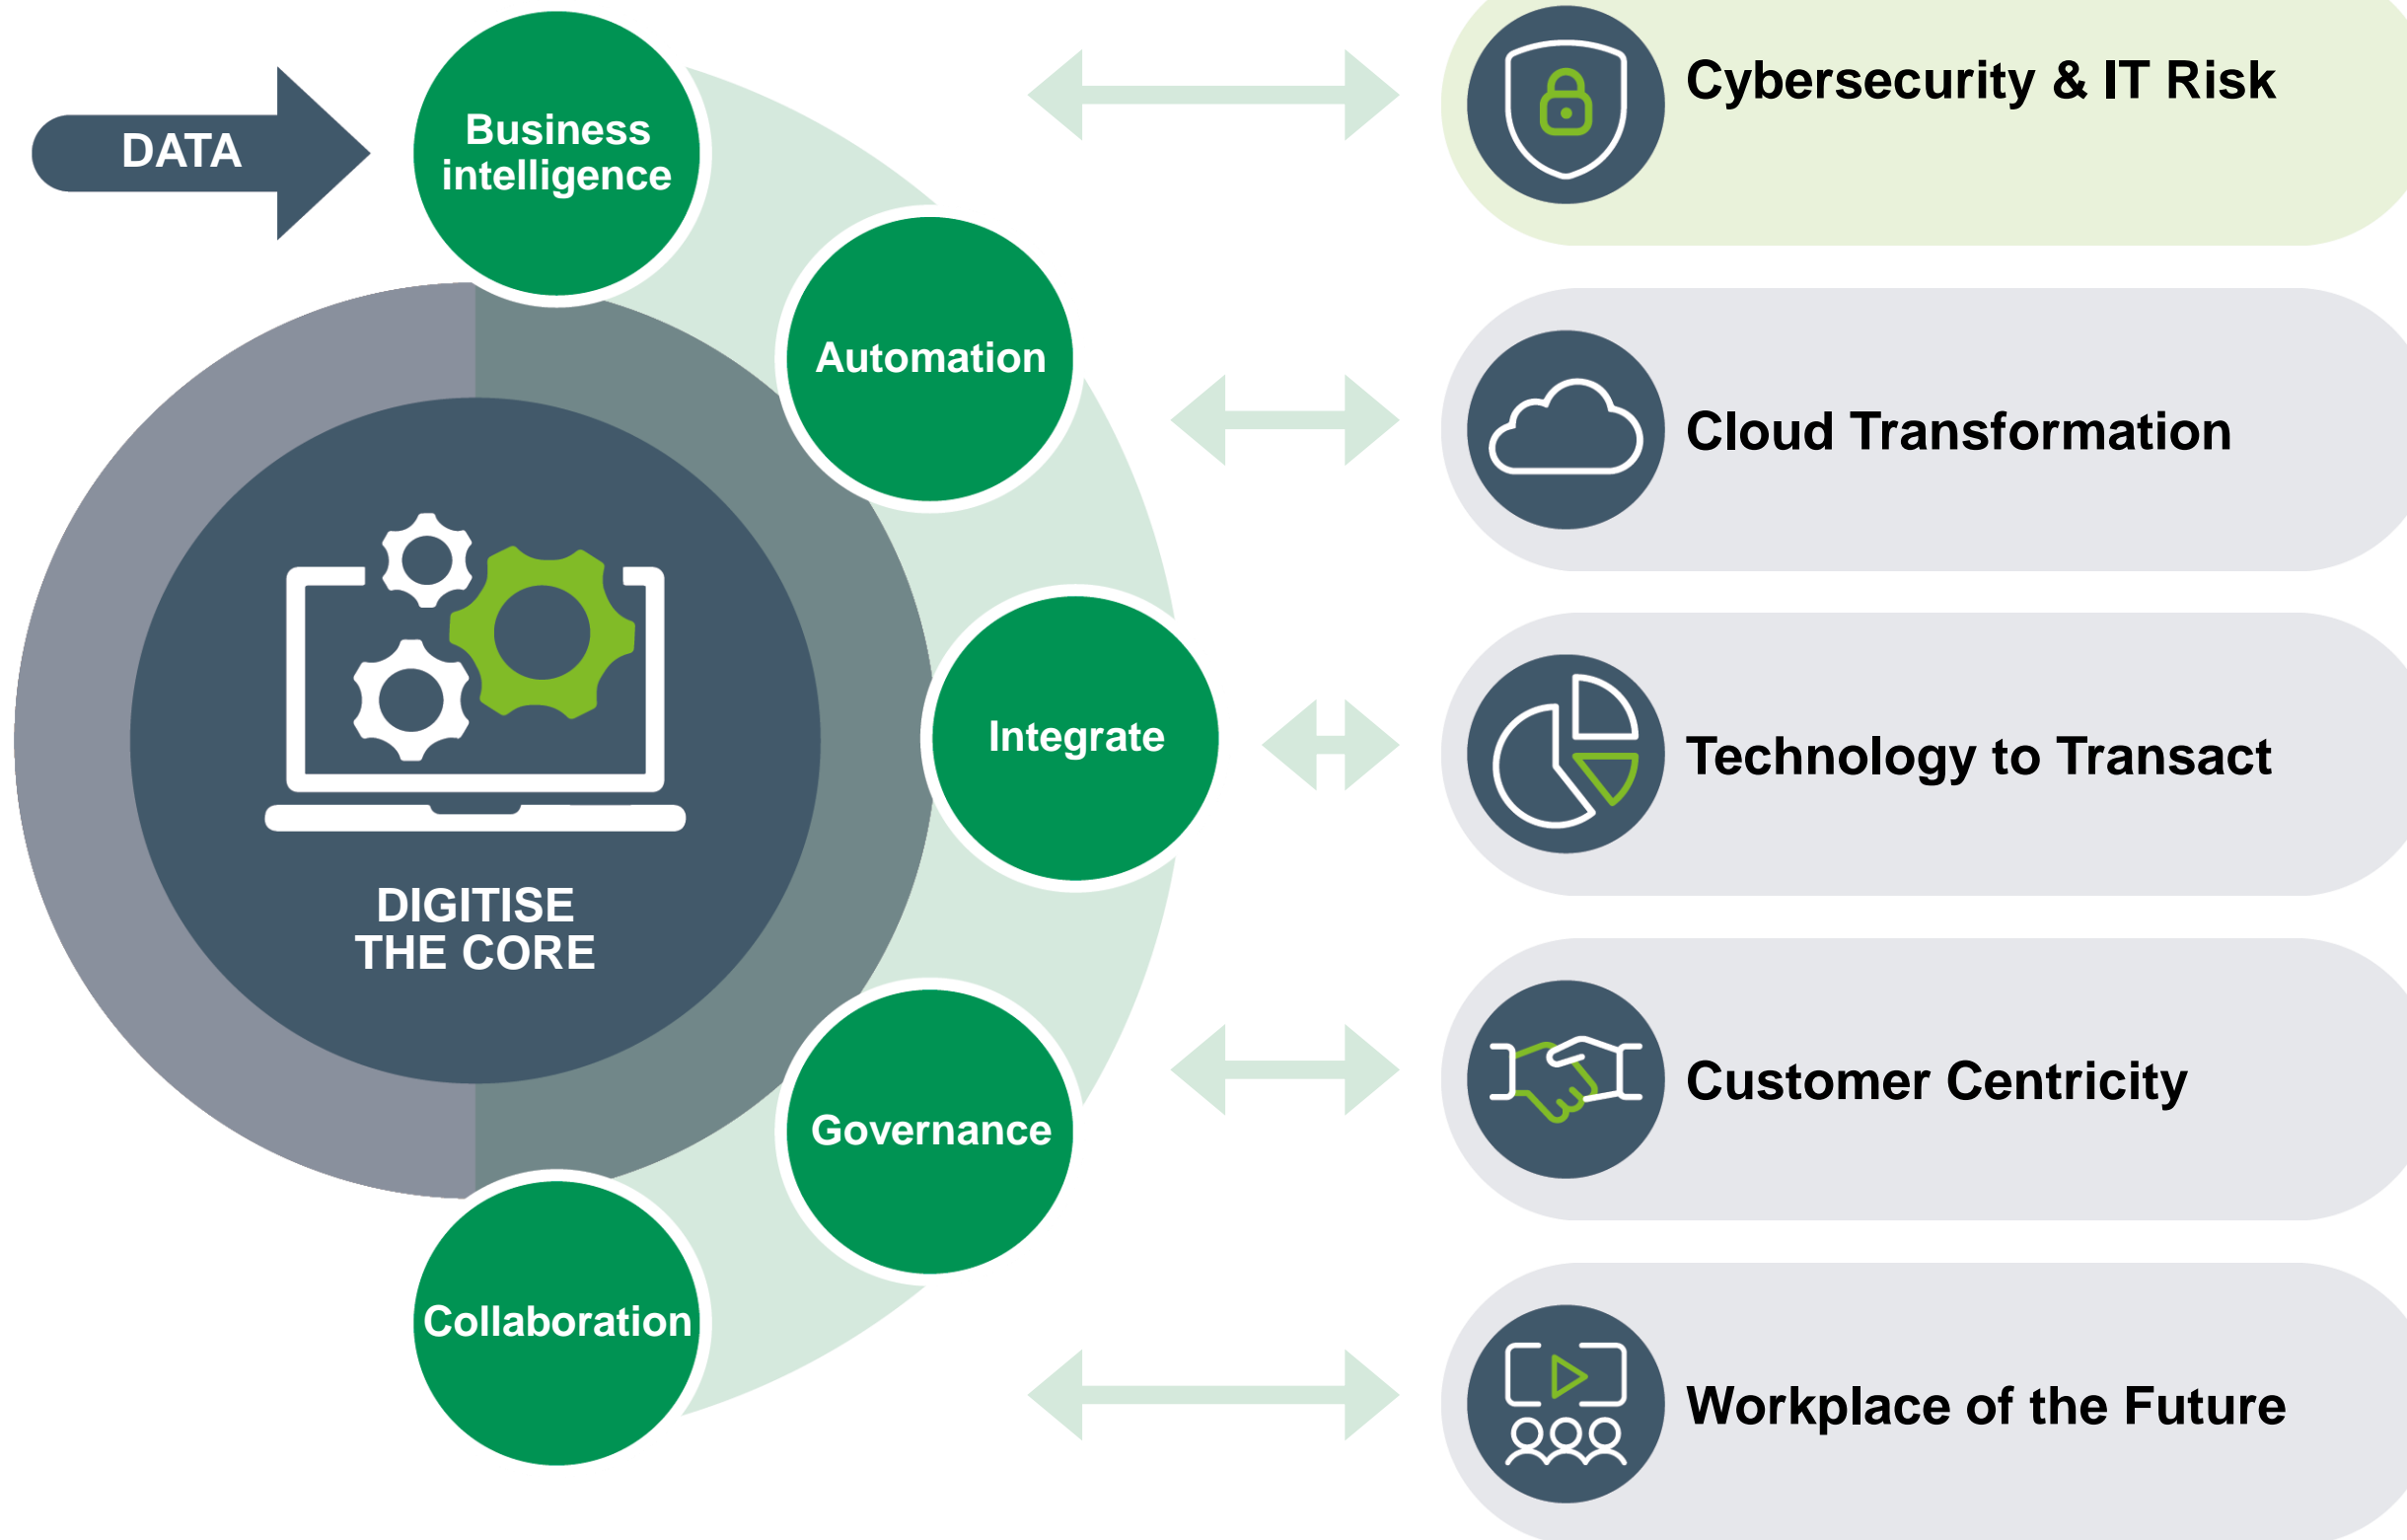 DATA
Business
intelligence
Automation
Integrate
Governance
Collaboration
DIGITISE
THE CORE
Cybersecurity & IT Risk
Cloud Transformation
Technology to Transact
Customer Centricity
Workplace of the Future